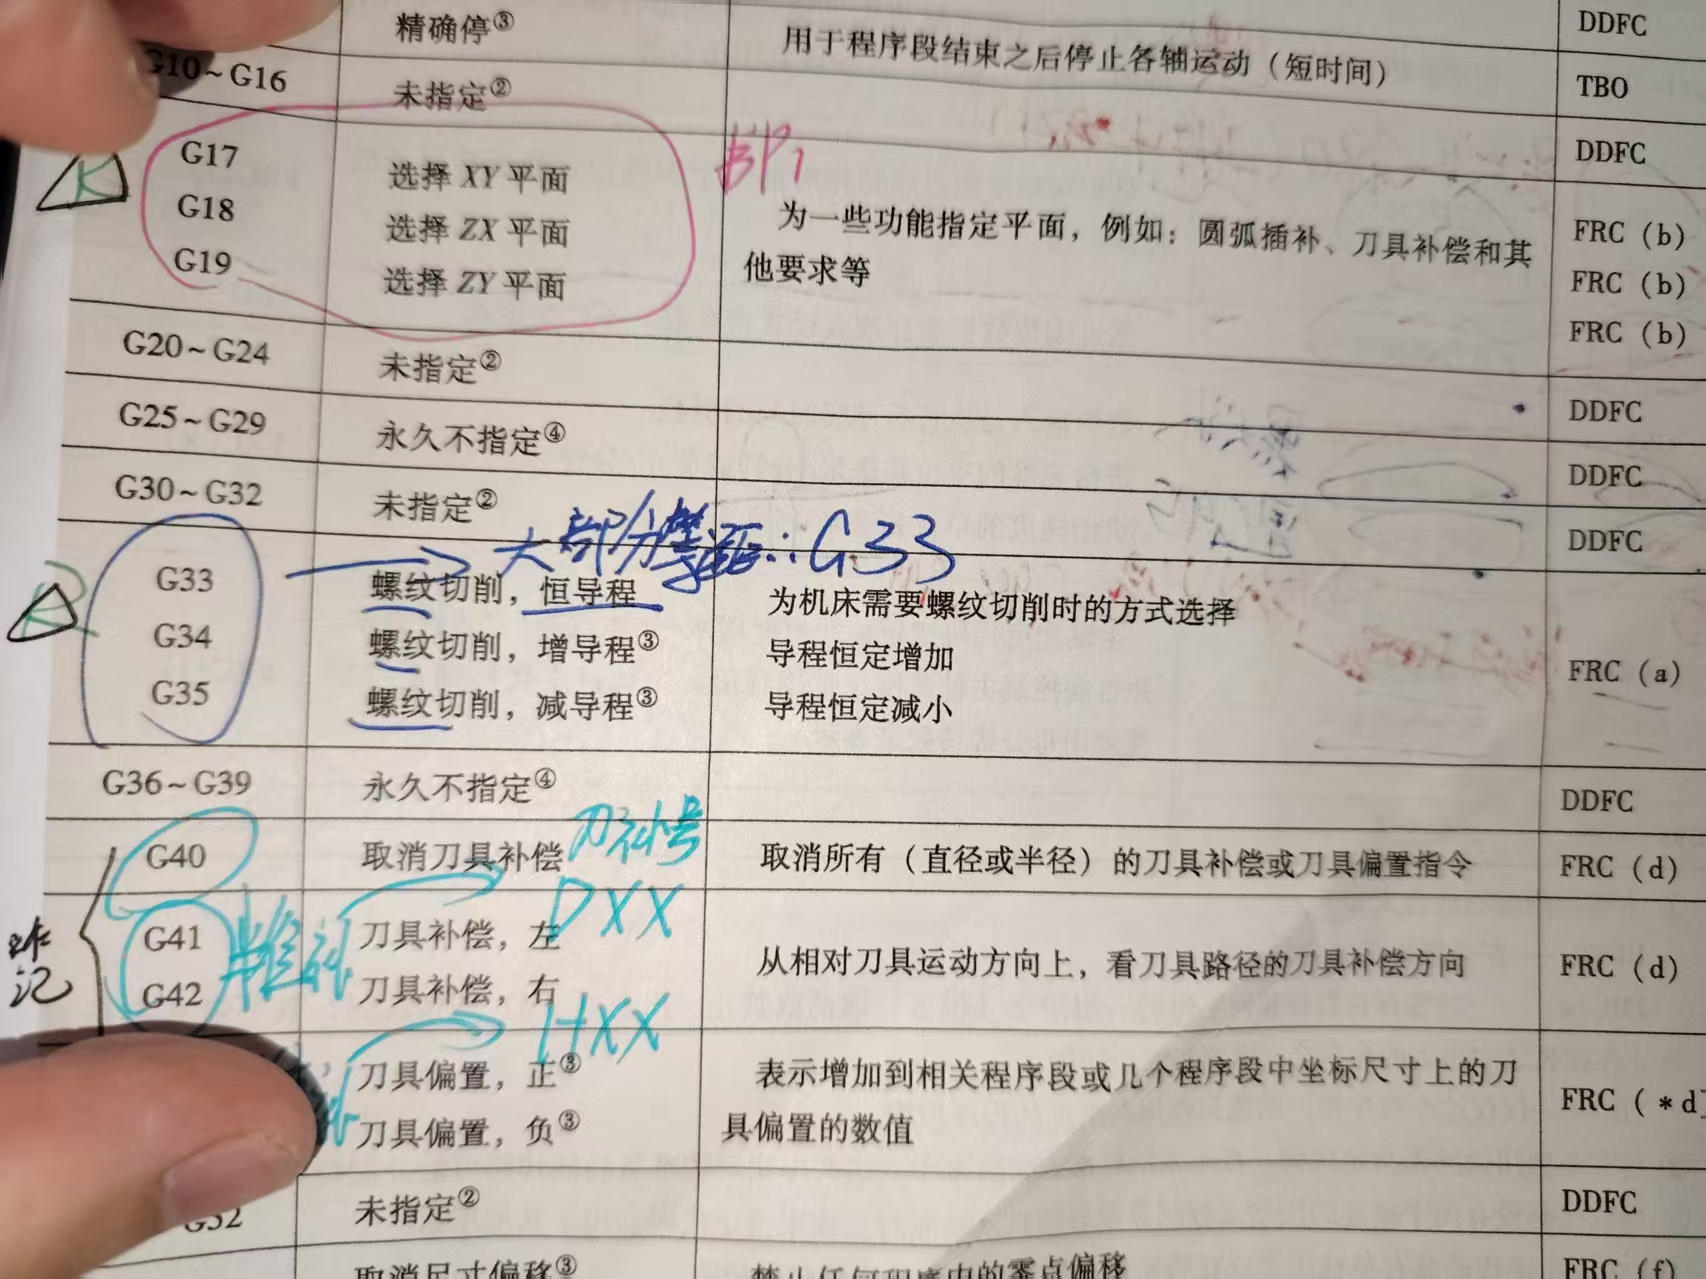 精确停③ 用于程序段结束之后停止各轴运动（短时间） DDFC
G10~G16 未指定② TBO
G17 选择 XY 平面 DDFC
G18 选择 ZX 平面 为一些功能指定平面，例如：圆弧插补、刀具补偿和其 FRC (b)
G19 选择 ZY 平面 他要求等 FRC (b)
FRC (b)
G20~G24 未指定② DDFC
G25~G29 永久不指定④ DDFC
G30~G32 未指定② DDFC
大部分 G33
G33 螺纹切削，恒导程 为机床需要螺纹切削时的方式选择
G34 螺纹切削，增导程③ 导程恒定增加 FRC (a)
G35 螺纹切削，减导程③ 导程恒定减小
G36~G39 永久不指定④ DDFC
刀补号
G40 取消刀具补偿 取消所有（直径或半径）的刀具补偿或刀具偏置指令 FRC (d)
DXX
G41 刀具补偿，左 从相对刀具运动方向上，看刀具路径的刀具补偿方向 FRC (d)
半径补
G42 刀具补偿，右
HXX
刀具偏置，正③ 表示增加到相关程序段或几个程序段中坐标尺寸上的刀 FRC (*d)
刀具偏置，负③ 具偏置的数值
未指定② DDFC
取消尺寸偏移③ 禁止任何程序中的零点偏移 FRC (f)